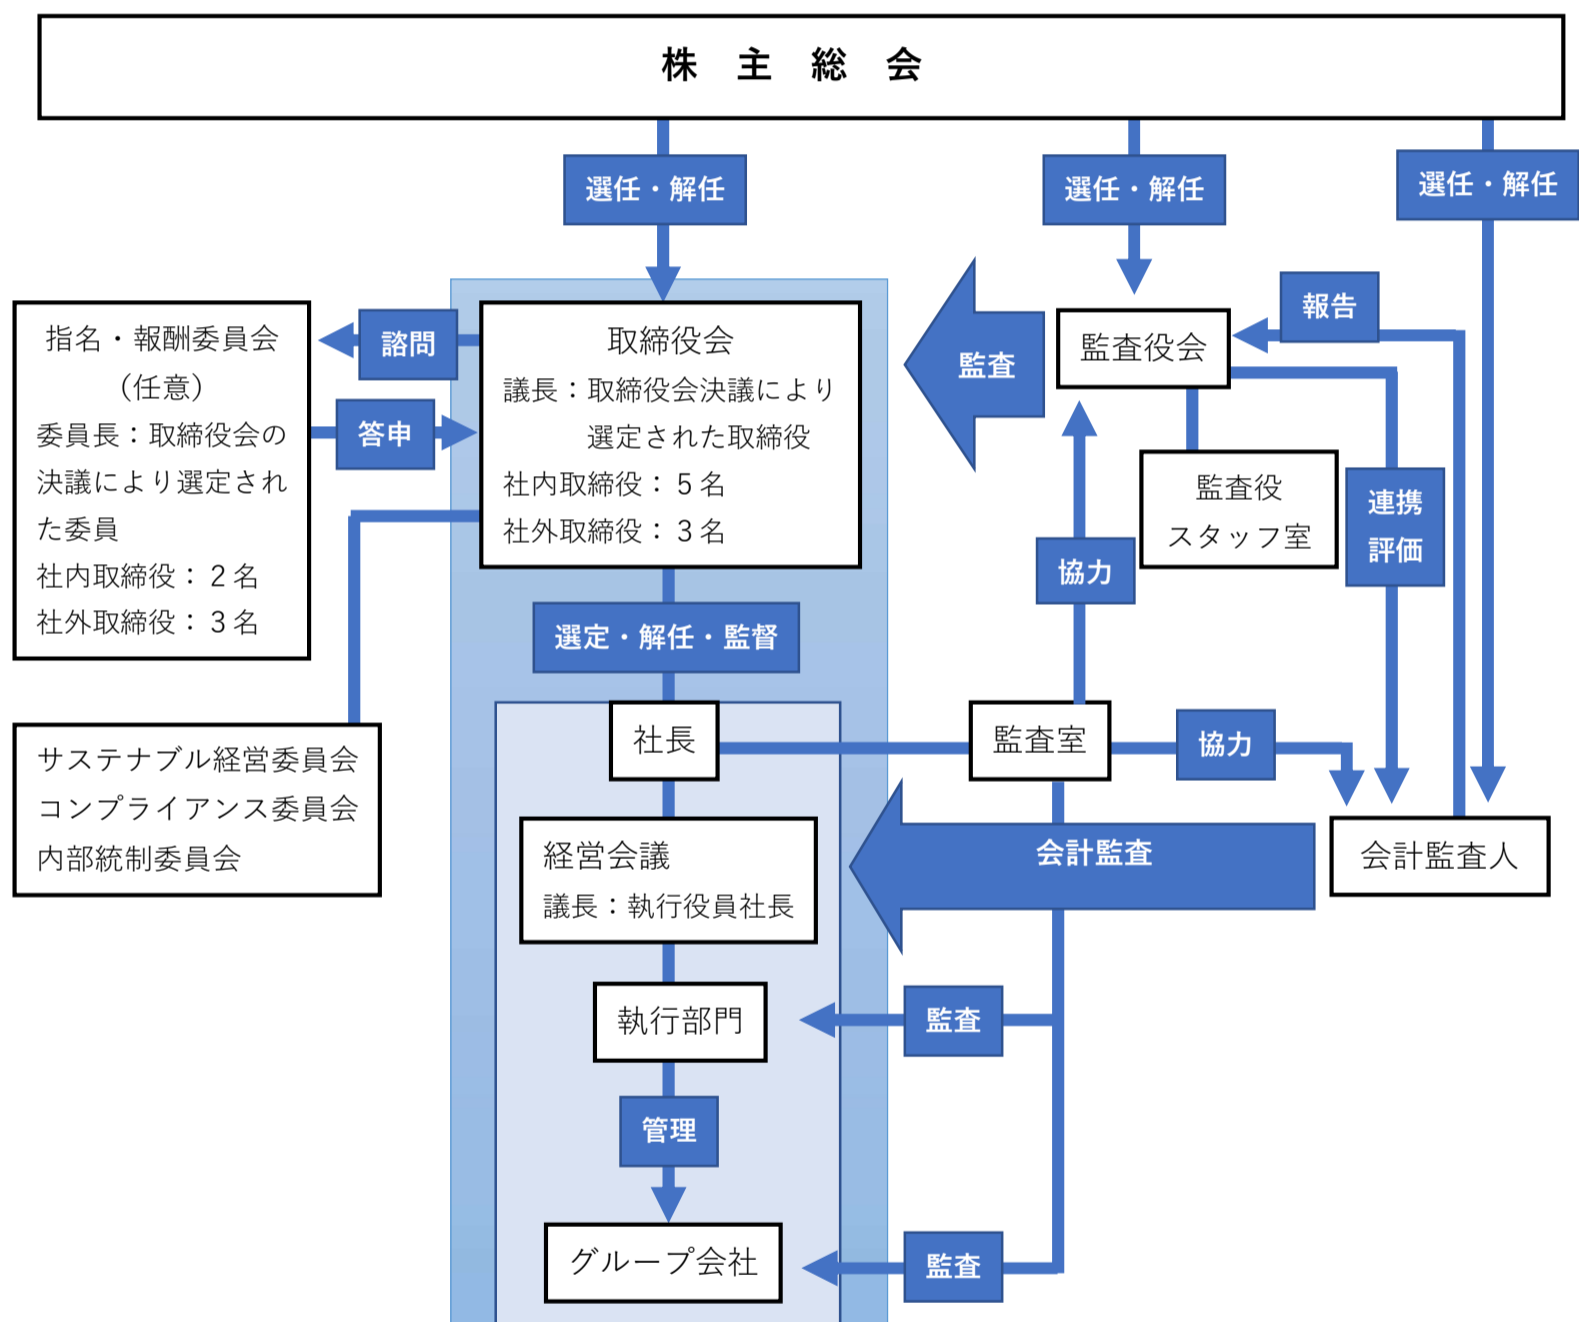 株 主 総 会
選任・解任
選任・解任
選任・解任
指名・報酬委員会
（任意）
委員長：取締役会の
決議により選定され
た委員
社内取締役：２名
社外取締役：３名
諮問
答申
取締役会
議長：取締役会決議により
選定された取締役
社内取締役：５名
社外取締役：３名
監査
監査役会
報告
監査役
スタッフ室
連携
評価
協力
選定・解任・監督
社長
監査室
協力
サステナブル経営委員会
コンプライアンス委員会
内部統制委員会
経営会議
議長：執行役員社長
会計監査
会計監査人
執行部門
監査
管理
グループ会社
監査